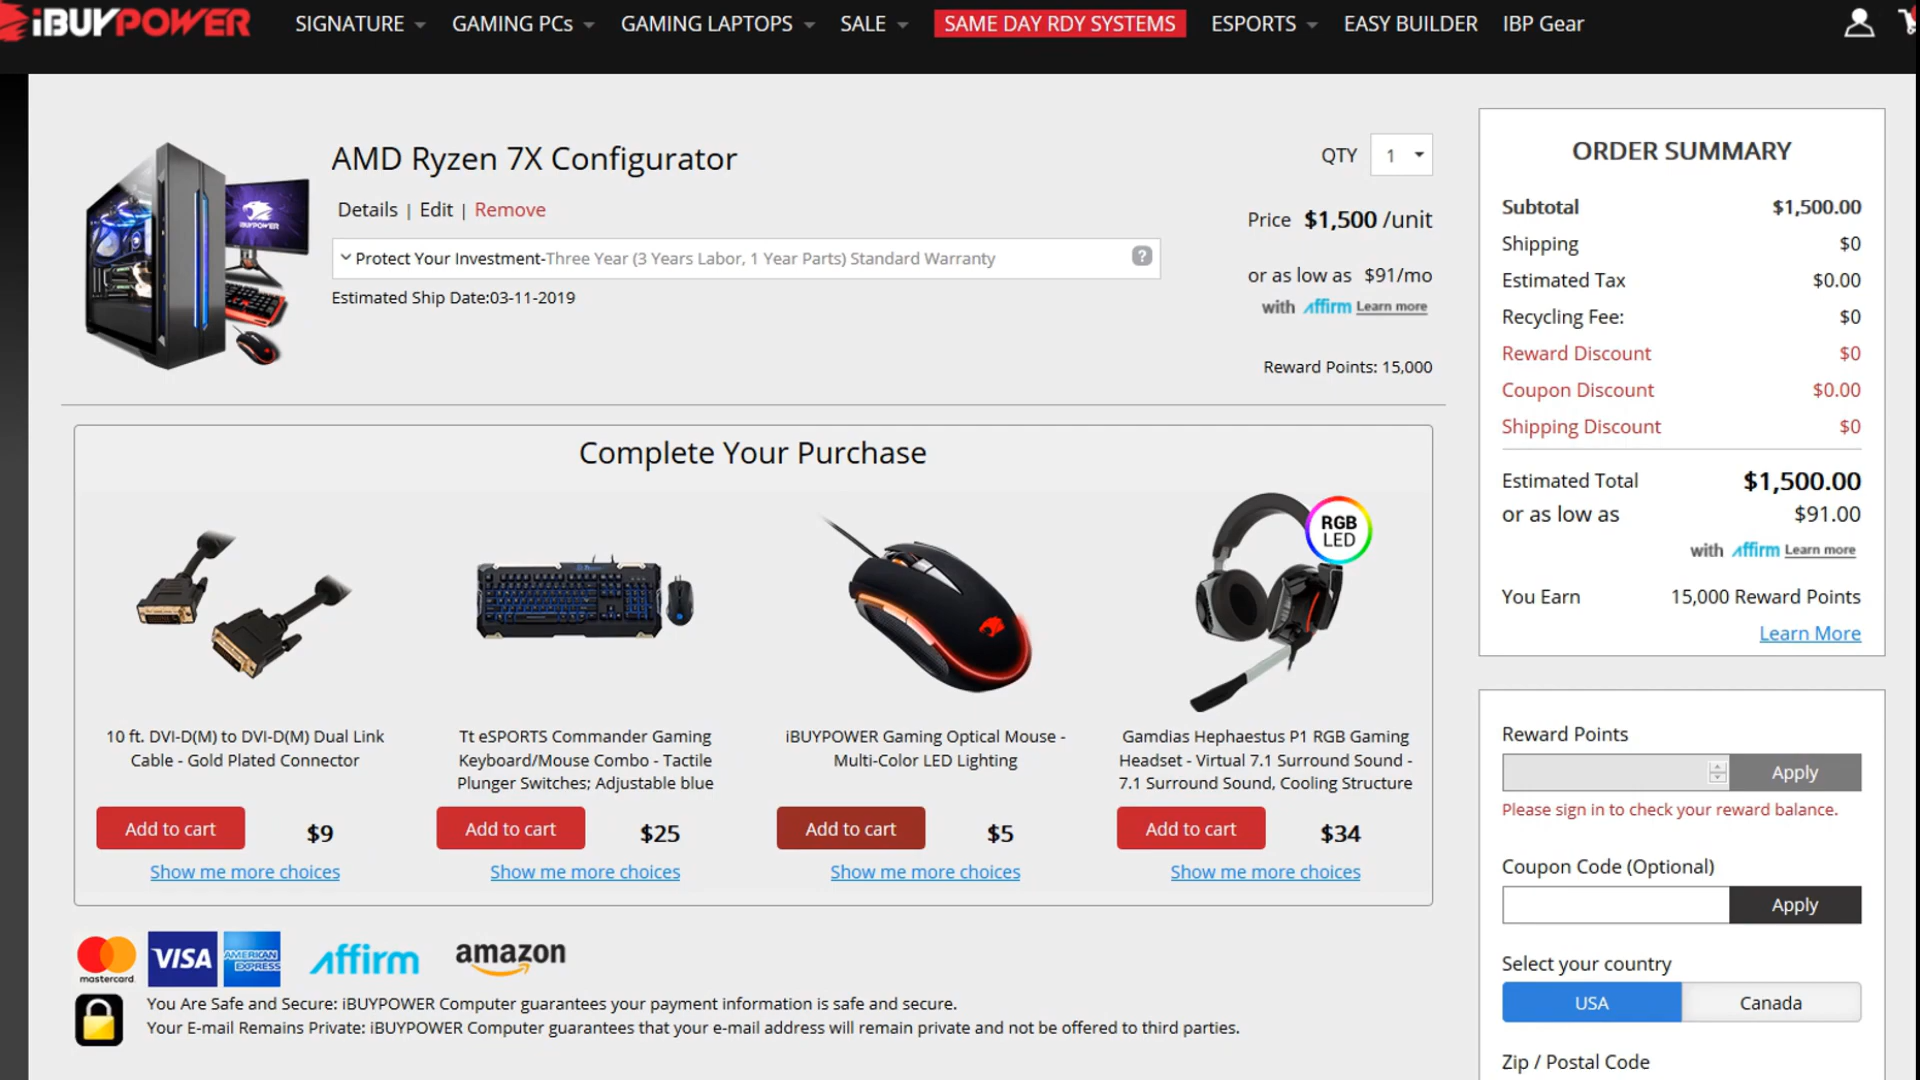 iBUYPOWER
SIGNATURE GAMING PCs GAMING LAPTOPS SALE SAME DAY RDY SYSTEMS ESPORTS EASY BUILDER IBP Gear
AMD Ryzen 7X Configurator
Details | Edit | Remove
Protect Your Investment-Three Year (3 Years Labor, 1 Year Parts) Standard Warranty ?
Estimated Ship Date:03-11-2019
QTY 1
Price $1,500 /unit
or as low as $91/mo
with affirm Learn more
Reward Points: 15,000
Complete Your Purchase
RGB
LED
10 ft. DVI-D(M) to DVI-D(M) Dual Link
Cable - Gold Plated Connector
Add to cart $9
Show me more choices
Tt eSPORTS Commander Gaming
Keyboard/Mouse Combo - Tactile
Plunger Switches; Adjustable blue
Add to cart $25
Show me more choices
iBUYPOWER Gaming Optical Mouse -
Multi-Color LED Lighting
Add to cart $5
Show me more choices
Gamdias Hephaestus P1 RGB Gaming
Headset - Virtual 7.1 Surround Sound -
7.1 Surround Sound, Cooling Structure
Add to cart $34
Show me more choices
mastercard. VISA AMERICAN EXPRESS affirm amazon
You Are Safe and Secure: iBUYPOWER Computer guarantees your payment information is safe and secure.
Your E-mail Remains Private: iBUYPOWER Computer guarantees that your e-mail address will remain private and not be offered to third parties.
ORDER SUMMARY
Subtotal $1,500.00
Shipping $0
Estimated Tax $0.00
Recycling Fee: $0
Reward Discount $0
Coupon Discount $0.00
Shipping Discount $0
Estimated Total $1,500.00
or as low as $91.00
with affirm Learn more
You Earn 15,000 Reward Points
Learn More
Reward Points
Apply
Please sign in to check your reward balance.
Coupon Code (Optional)
Apply
Select your country
USA Canada
Zip / Postal Code